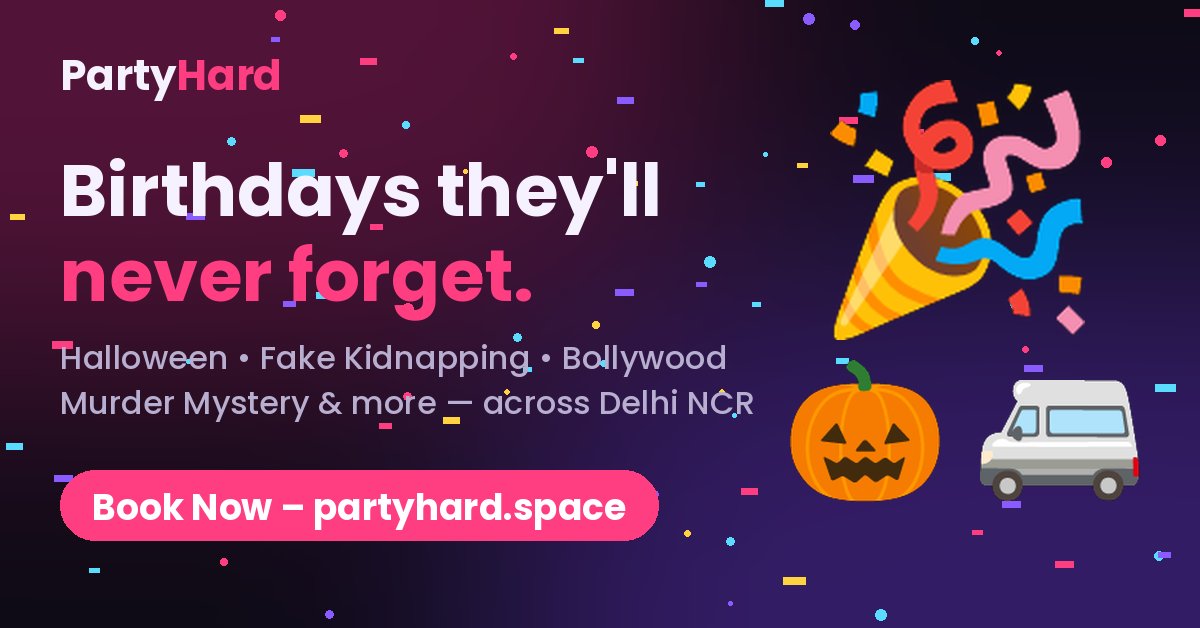 PartyHard
Birthdays they'll
never forget.
Halloween • Fake Kidnapping • Bollywood
Murder Mystery & more — across Delhi NCR
Book Now – partyhard.space